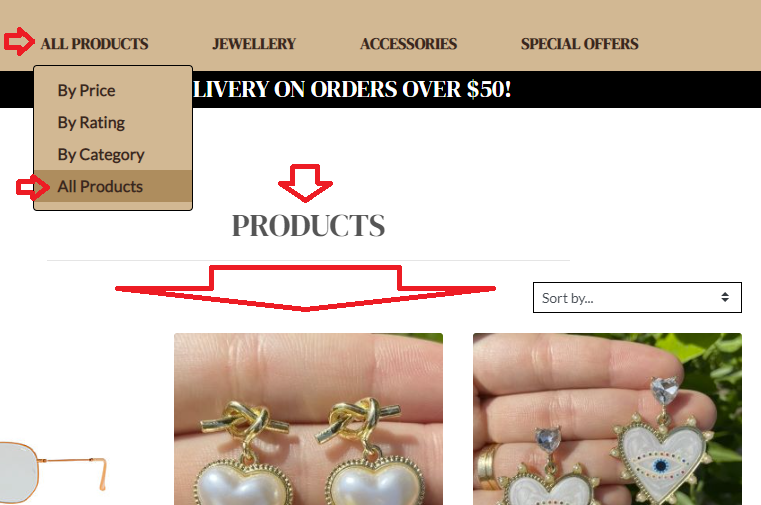 ALL PRODUCTS JEWELLERY ACCESSORIES SPECIAL OFFERS
LIVERY ON ORDERS OVER $50!
By Price
By Rating
By Category
All Products
PRODUCTS
Sort by...